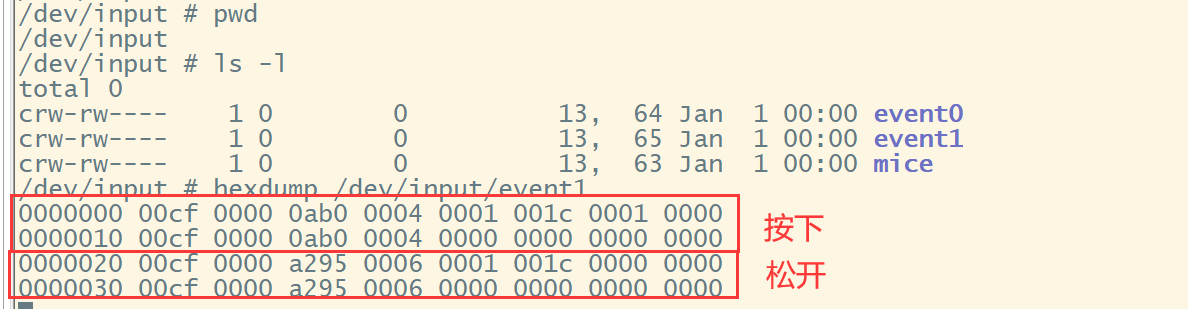 /dev/input # pwd
/dev/input
/dev/input # ls -l
total 0
crw-rw---- 1 0 0 13, 64 Jan 1 00:00 event0
crw-rw---- 1 0 0 13, 65 Jan 1 00:00 event1
crw-rw---- 1 0 0 13, 63 Jan 1 00:00 mice
/dev/input # hexdump /dev/input/event1
0000000 00cf 0000 0ab0 0004 0001 001c 0001 0000
0000010 00cf 0000 0ab0 0004 0000 0000 0000 0000
按下
0000020 00cf 0000 a295 0006 0001 001c 0000 0000
0000030 00cf 0000 a295 0006 0000 0000 0000 0000
松开